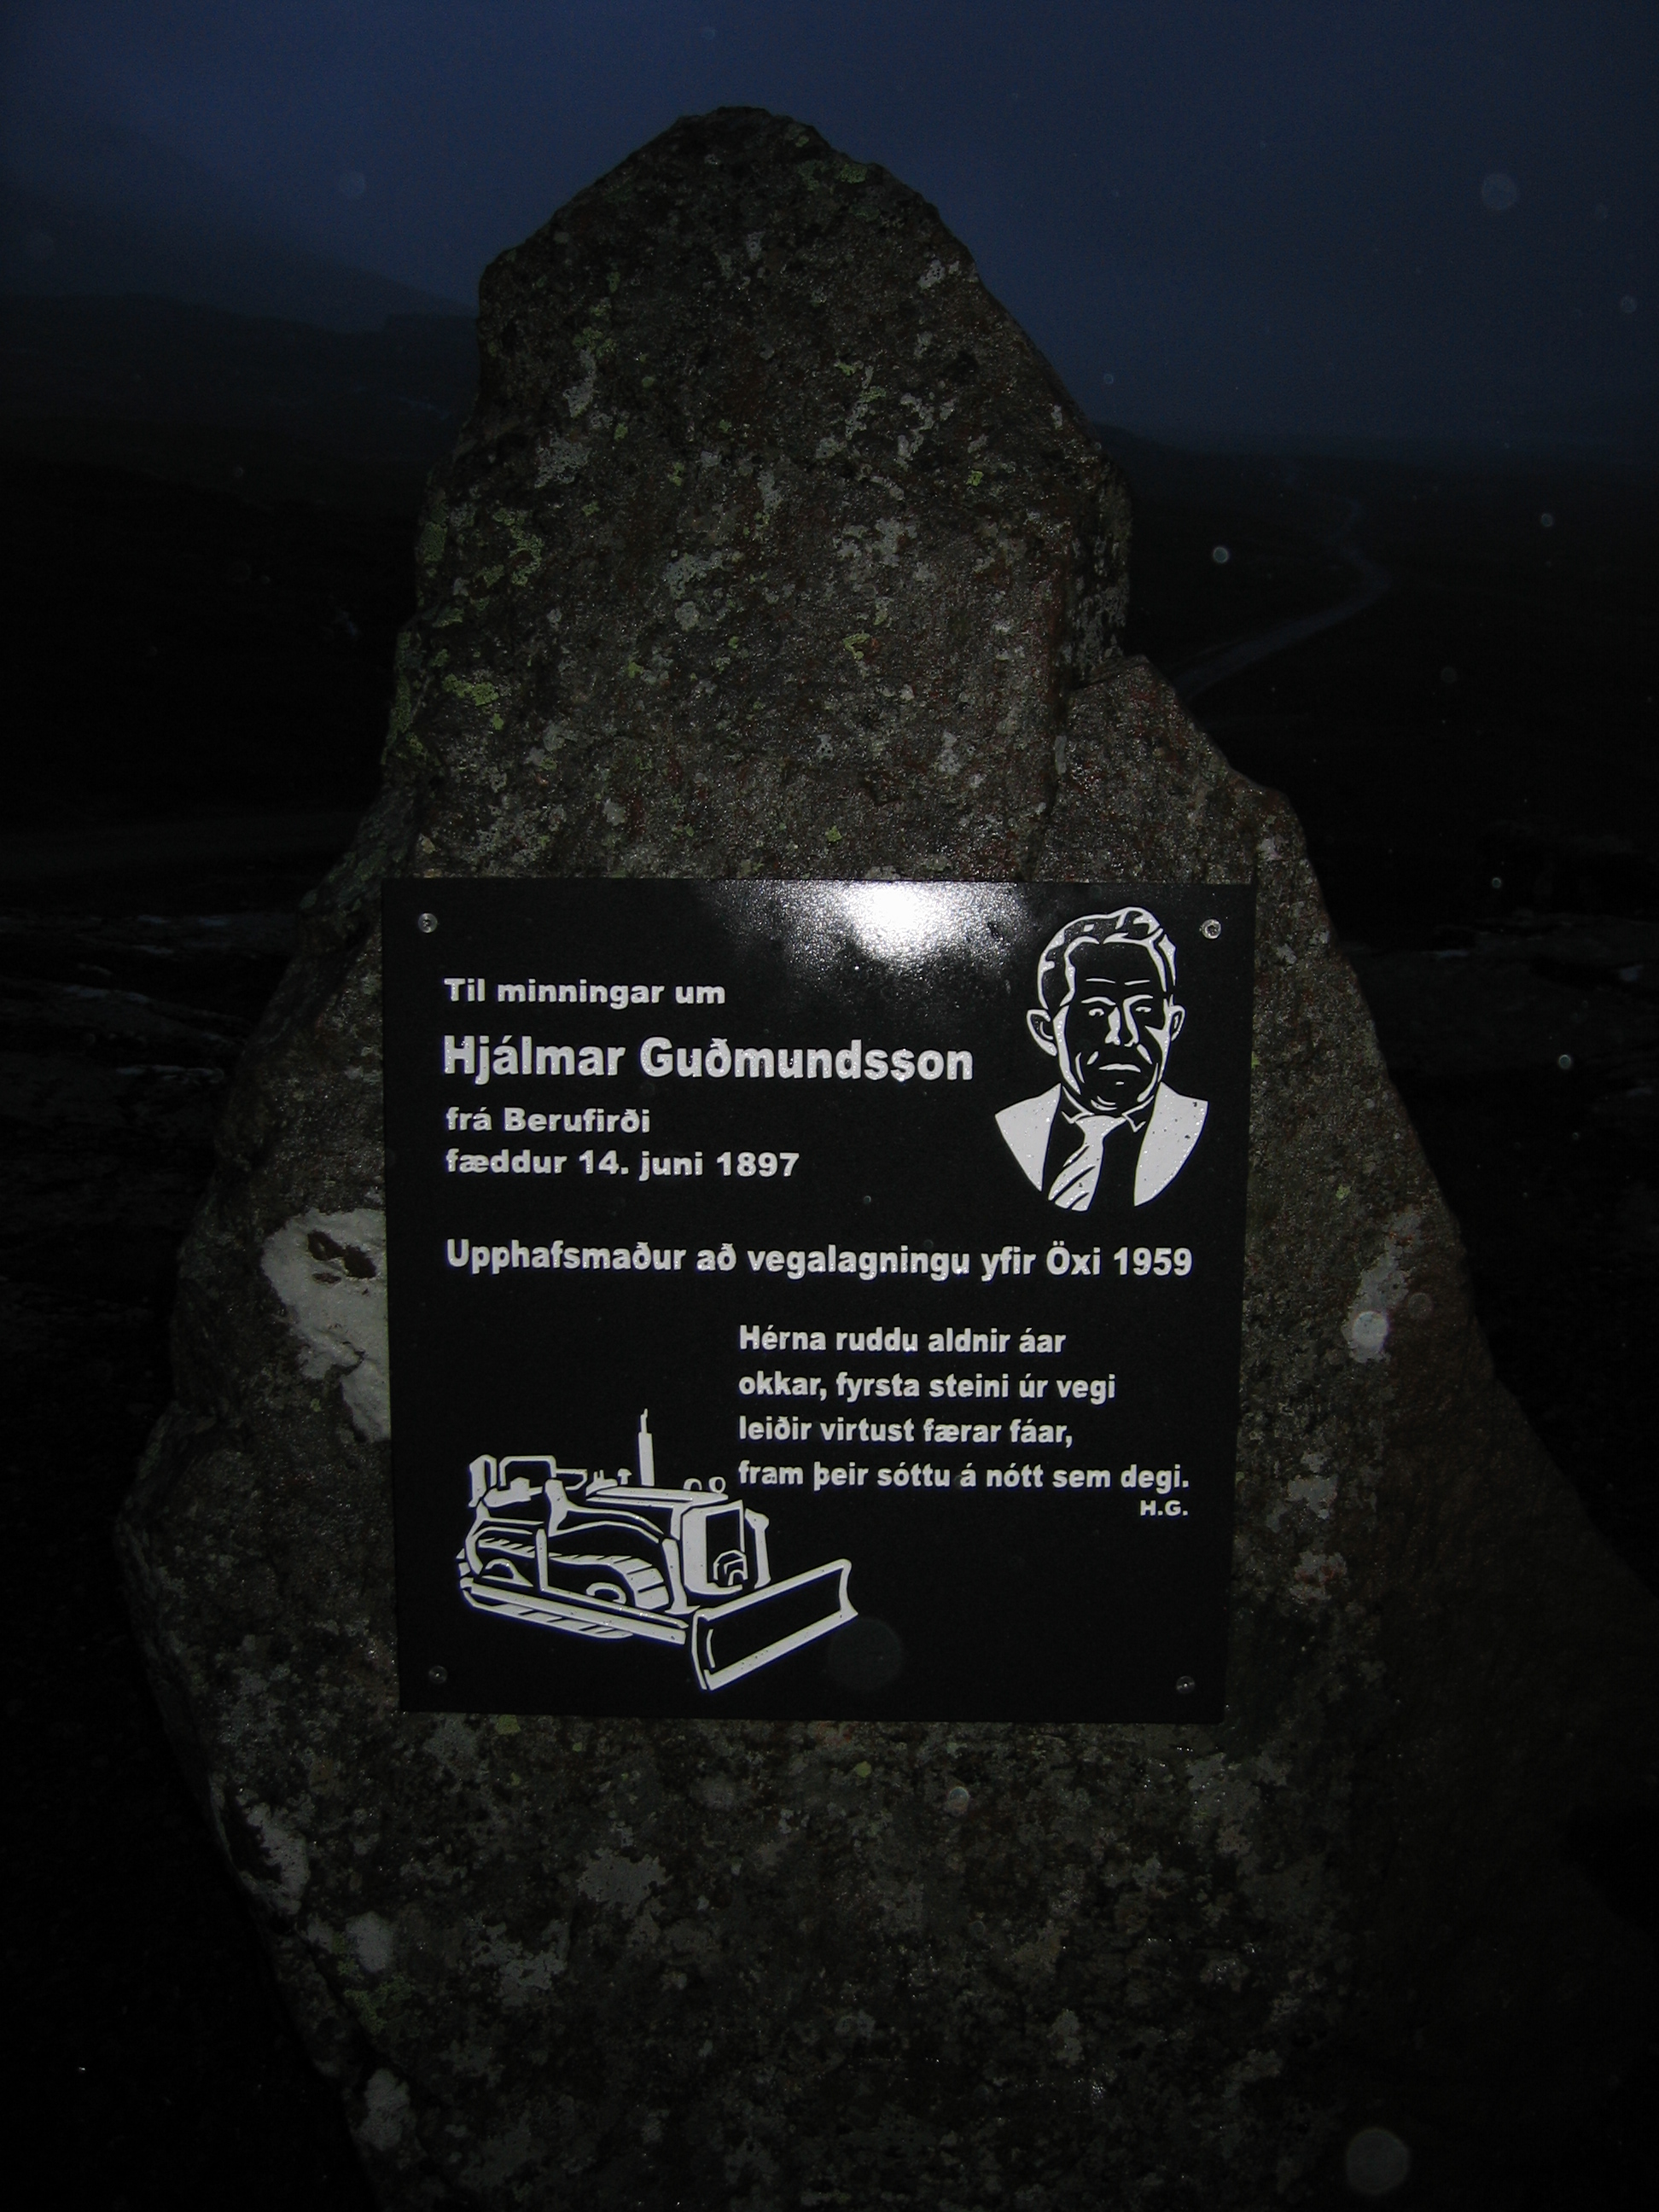 Til minningar um
Hjálmar Guðmundsson
frá Berufirði
fæddur 14. juni 1897
Upphafsmaður að vegalagningu yfir Öxi 1959
Hérna ruddu aldnir áar
okkar, fyrsta steini úr vegi
leiðir virtust færar fáar,
fram þeir sóttu á nótt sem degi.
H.G.